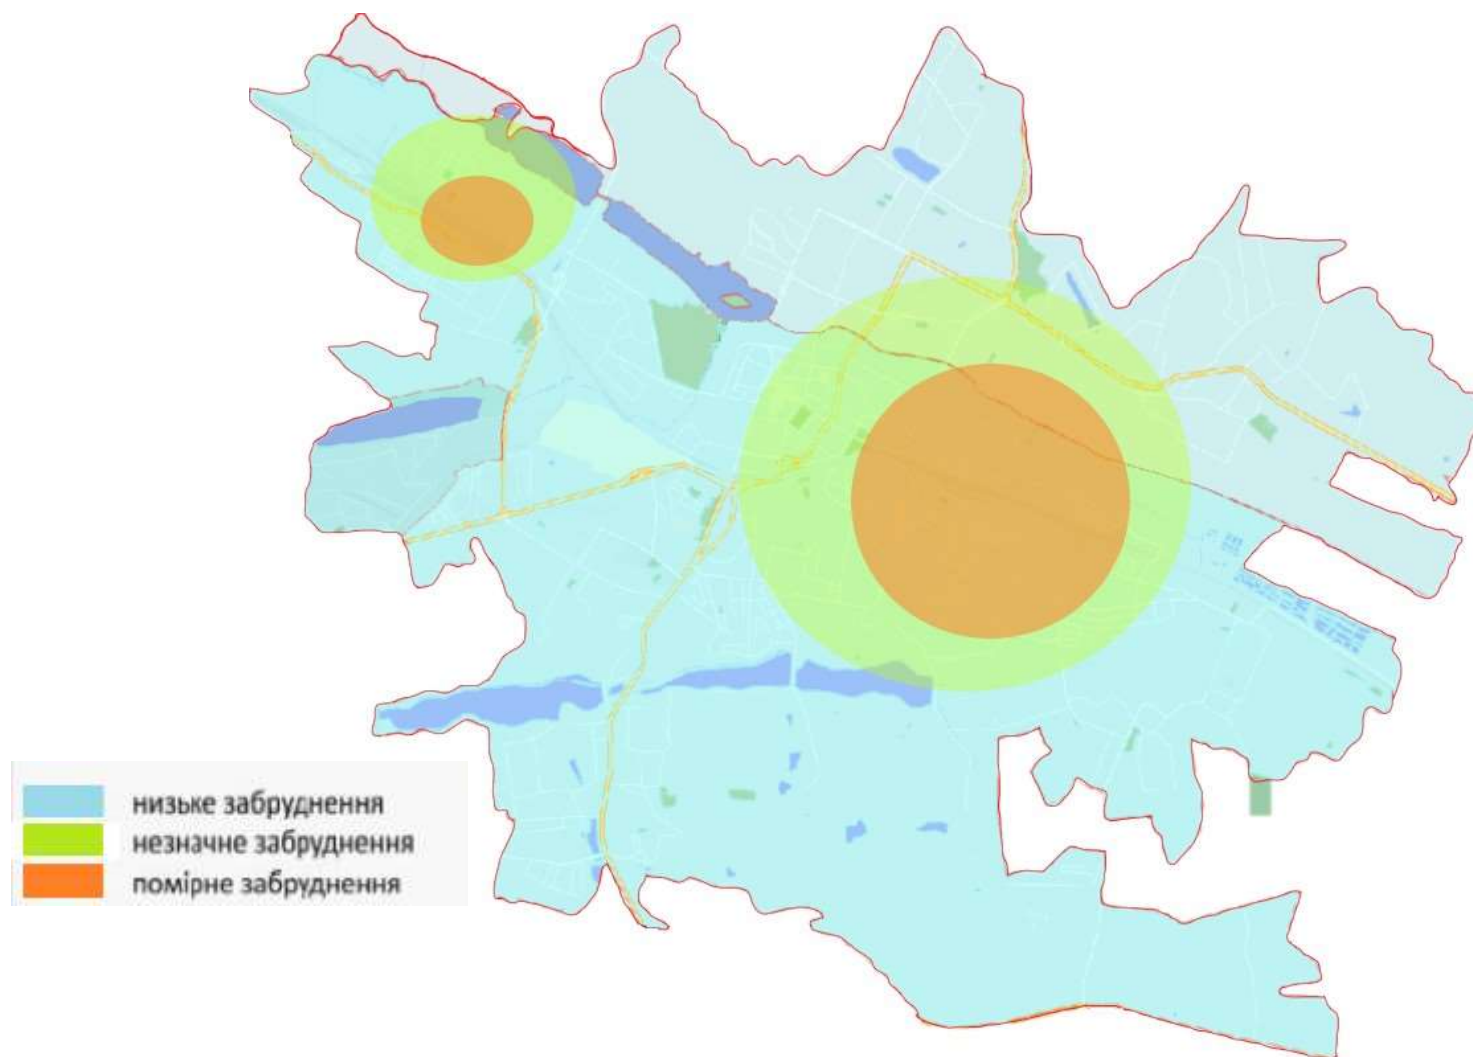 низьке забруднення
незначне забруднення
помірне забруднення